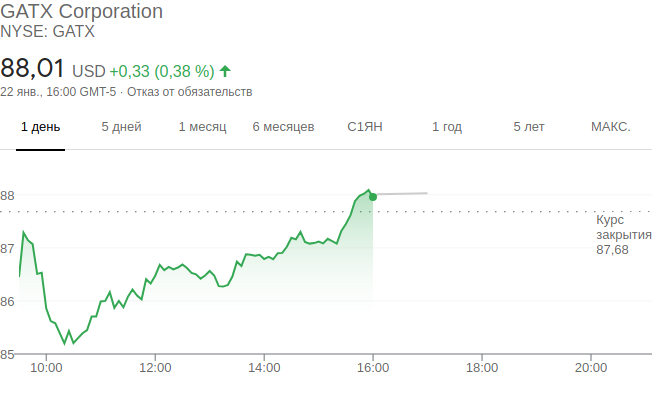 GATX Corporation
NYSE: GATX
88,01 USD +0,33 (0,38 %)
22 янв., 16:00 GMT-5 · Отказ от обязательств
1 день 5 дней 1 месяц 6 месяцев С1ЯН 1 год 5 лет МАКС.
88
Курс
закрытия
87
87,68
86
85
10:00 12:00 14:00 16:00 18:00 20:00